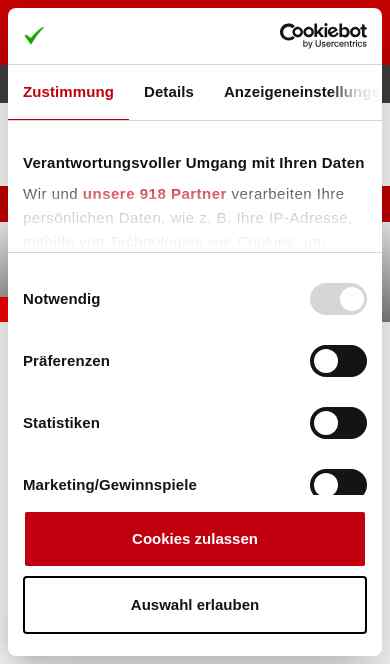 Cookiebot
by Usercentrics
Zustimmung Details Anzeigeneinstellungen
Verantwortungsvoller Umgang mit Ihren Daten
Wir und unsere 918 Partner verarbeiten Ihre
persönlichen Daten, wie z. B. Ihre IP-Adresse,
mithilfe von Technologien wie Cookies, um
Notwendig
Präferenzen
Statistiken
Marketing/Gewinnspiele
Cookies zulassen
Auswahl erlauben